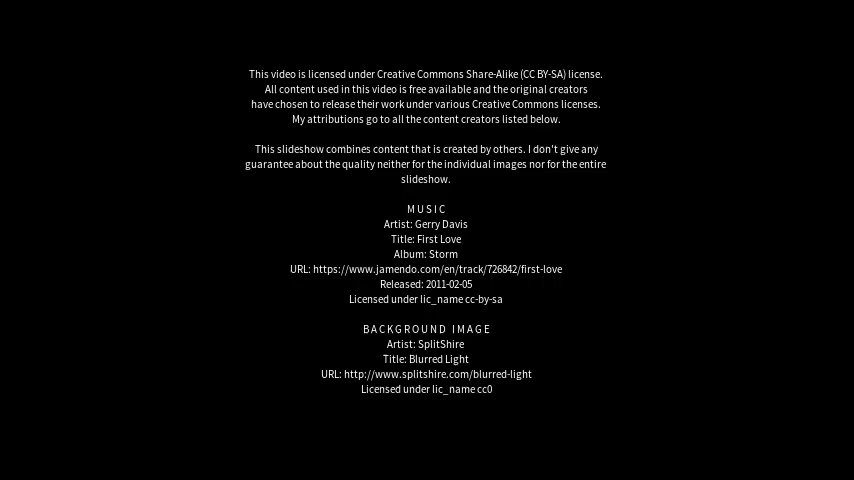 This video is licensed under Creative Commons Share-Alike (CC BY-SA) license.
All content used in this video is free available and the original creators
have chosen to release their work under various Creative Commons licenses.
My attributions go to all the content creators listed below.
This slideshow combines content that is created by others. I don't give any
guarantee about the quality neither for the individual images nor for the entire
slideshow.
MUSIC
Artist: Gerry Davis
Title: First Love
Album: Storm
URL: https://www.jamendo.com/en/track/726842/first-love
Released: 2011-02-05
Licensed under lic_name cc-by-sa
BACKGROUND IMAGE
Artist: SplitShire
Title: Blurred Light
URL: http://www.splitshire.com/blurred-light
Licensed under lic_name cc0